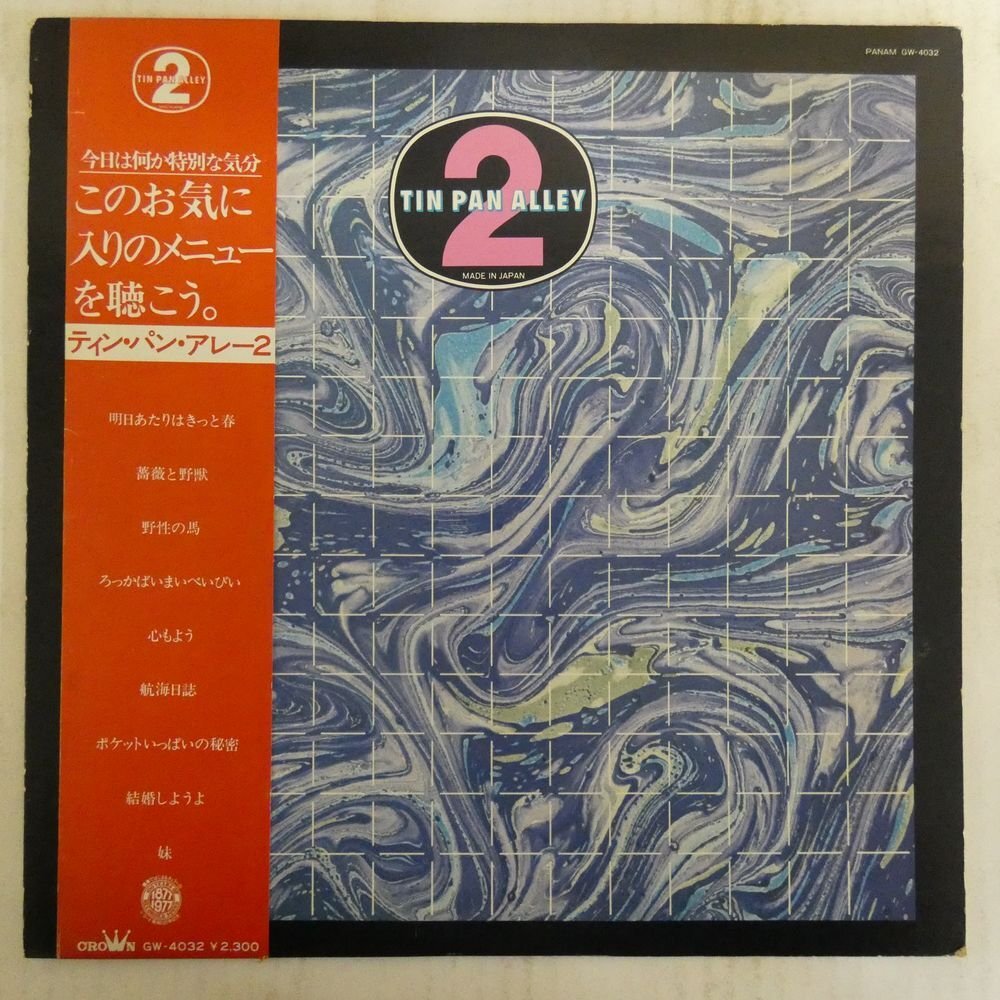 PANAM GW-4032
2
TIN PAN ALLEY
今日は何か特別な気分
このお気に
入りのメニュー
を聴こう。
ティン・パン・アレー2
明日あたりはきっと春
薔薇と野獣
野性の馬
ろっかばいまいべいびい
心もよう
航海日誌
ポケットいっぱいの秘密
結婚しようよ
妹
1877
1977
CROWN GW-4032 ¥2,300
2
TIN PAN ALLEY
MADE IN JAPAN